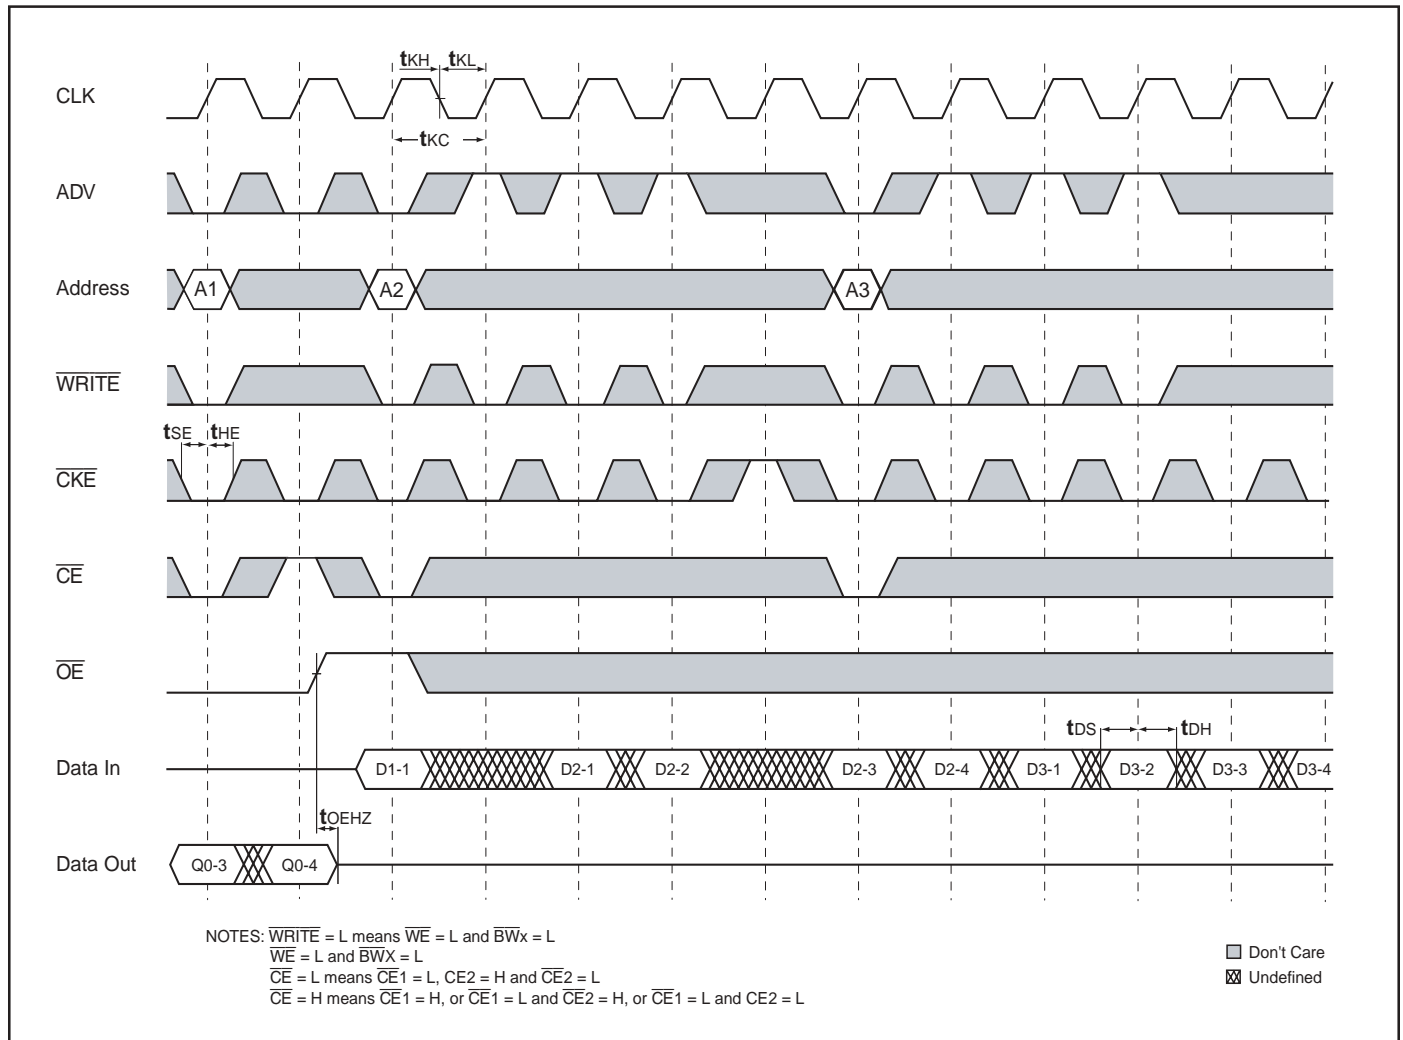 tKH tKL
CLK
tKC
ADV
Address A1 A2 A3
WRITE
tSE tHE
CKE
CE
OE
tDS tDH
Data In D1-1 D2-1 D2-2 D2-3 D2-4 D3-1 D3-2 D3-3 D3-4
tOEHZ
Data Out Q0-3 Q0-4
NOTES: WRITE = L means WE = L and BWx = L
WE = L and BWX = L
CE = L means CE1 = L, CE2 = H and CE2 = L
CE = H means CE1 = H, or CE1 = L and CE2 = H, or CE1 = L and CE2 = L
Don't Care
Undefined